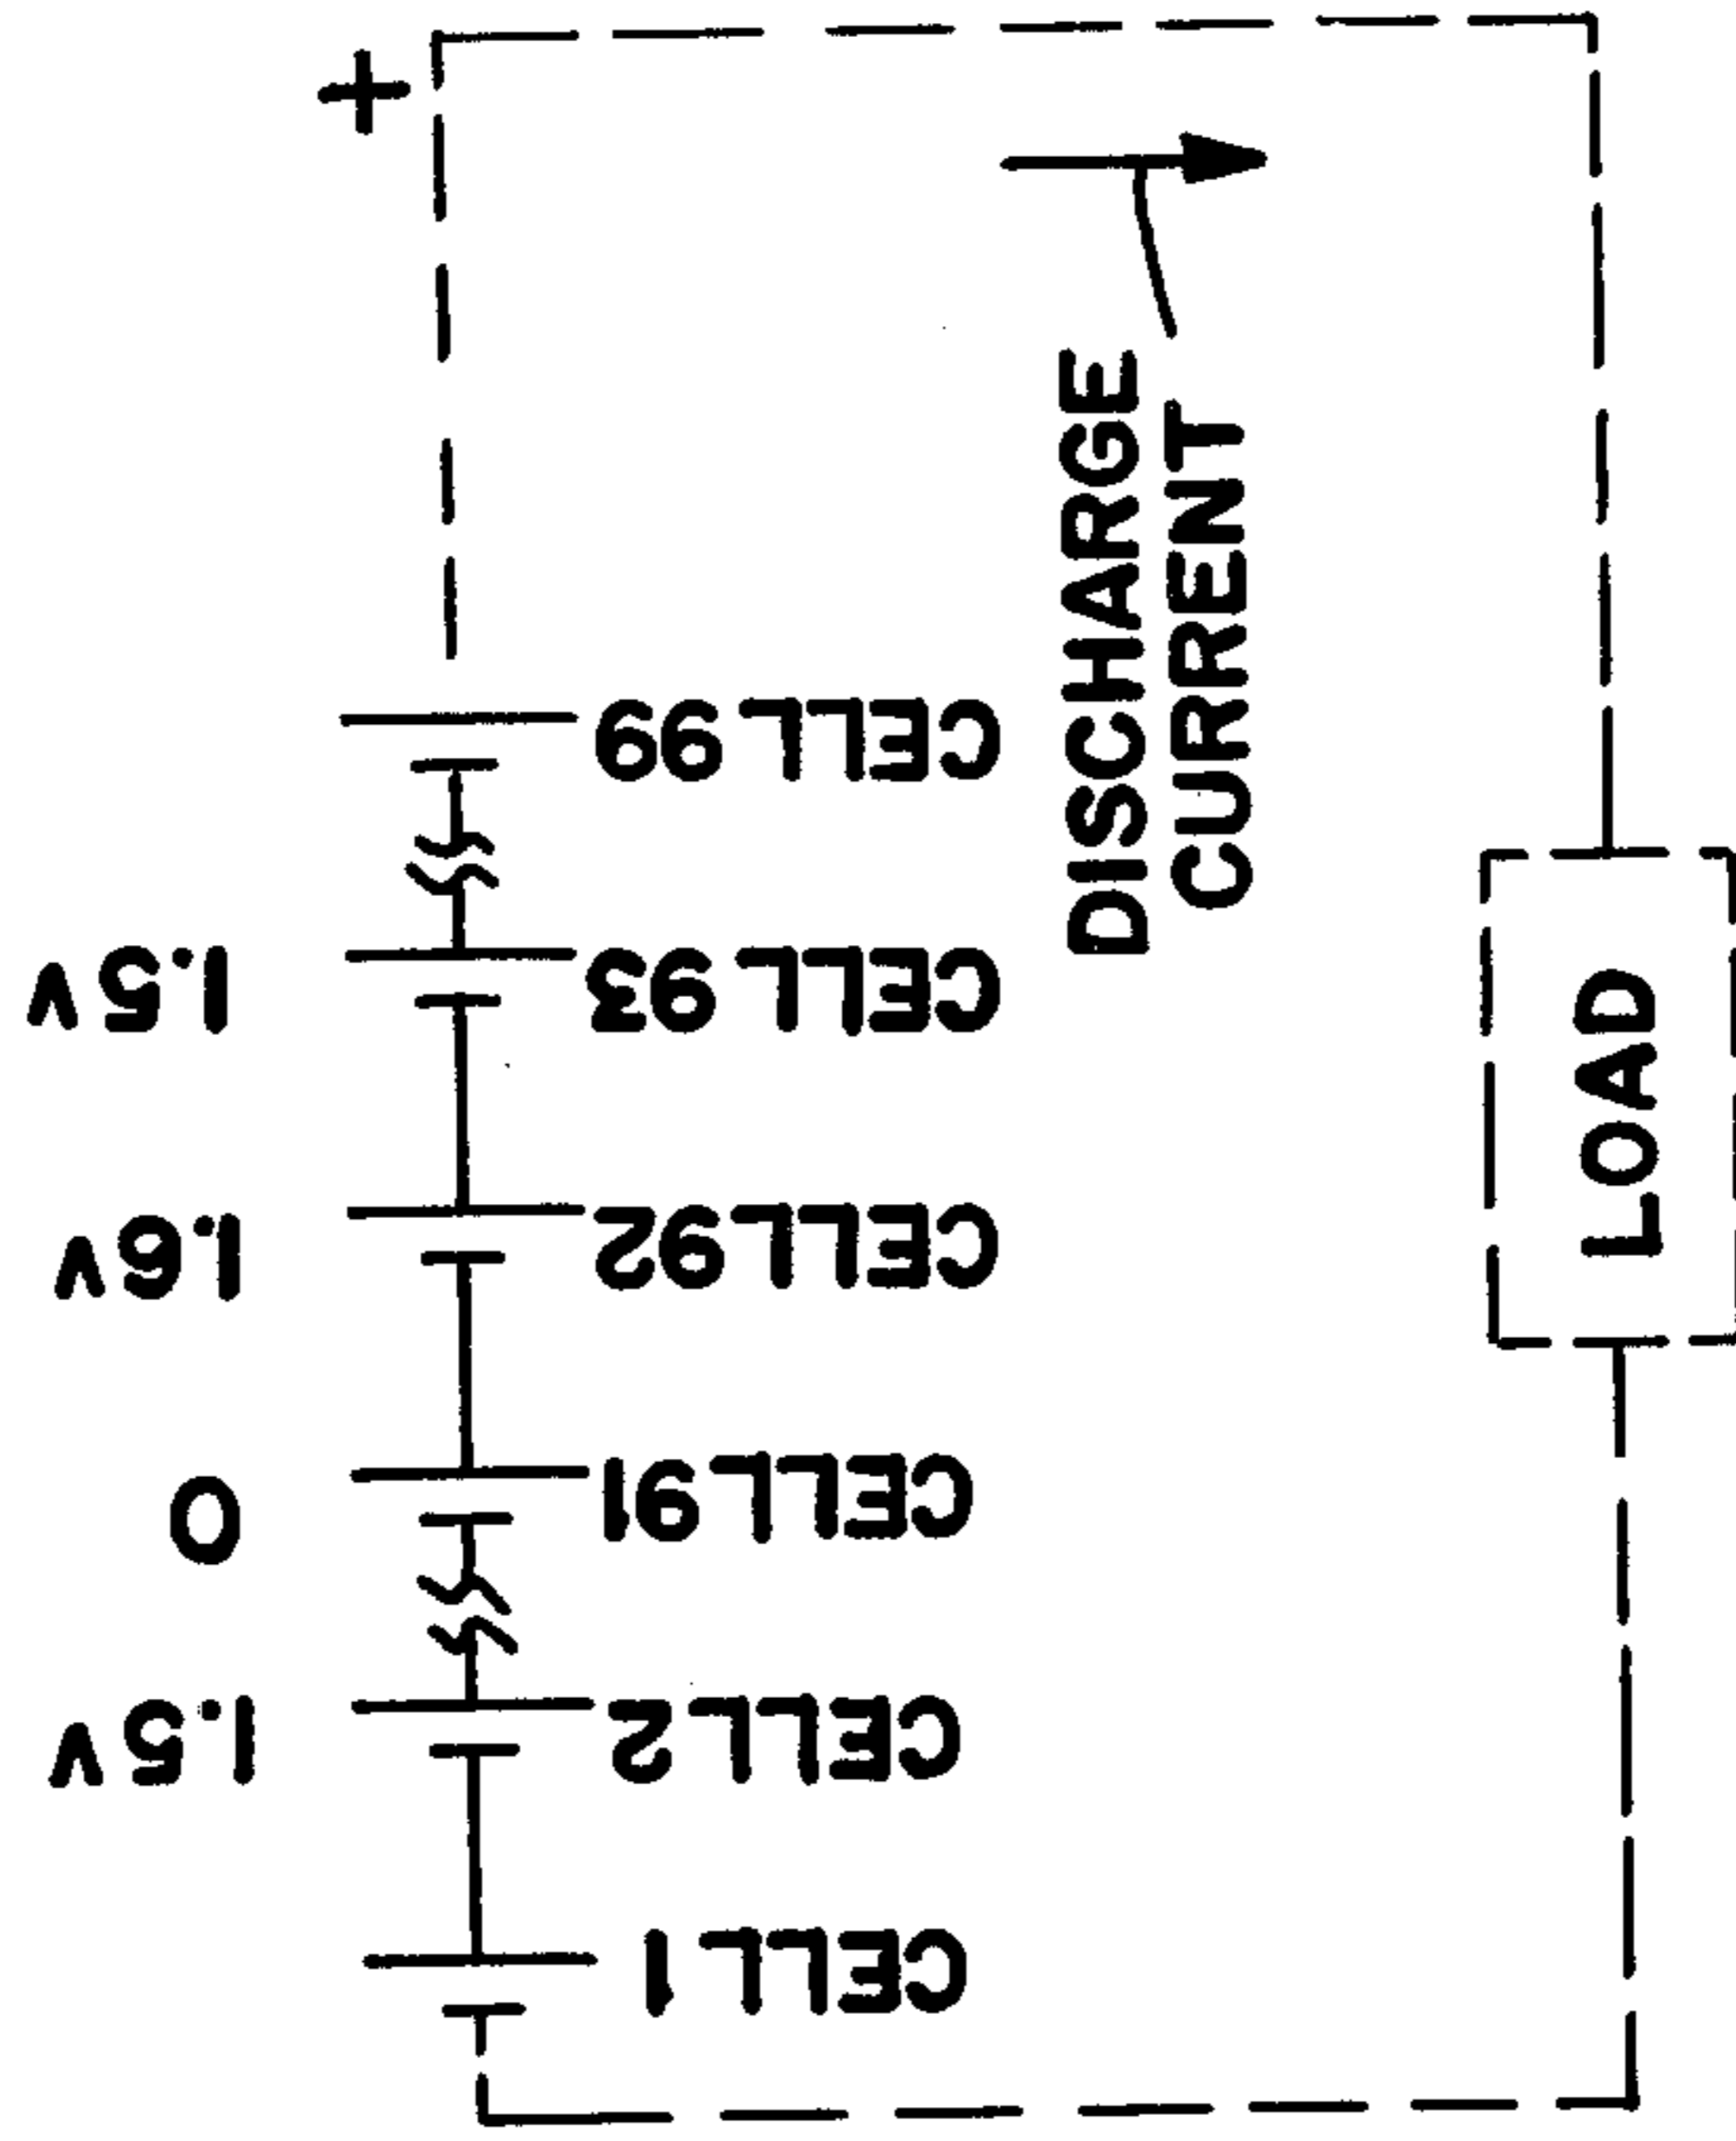 +
DISCHARGE
CURRENT
CELL 99
1.5v
CELL 93
1.6v
CELL 92
0
CELL 91
1.5v
CELL 2
CELL 1
LOAD